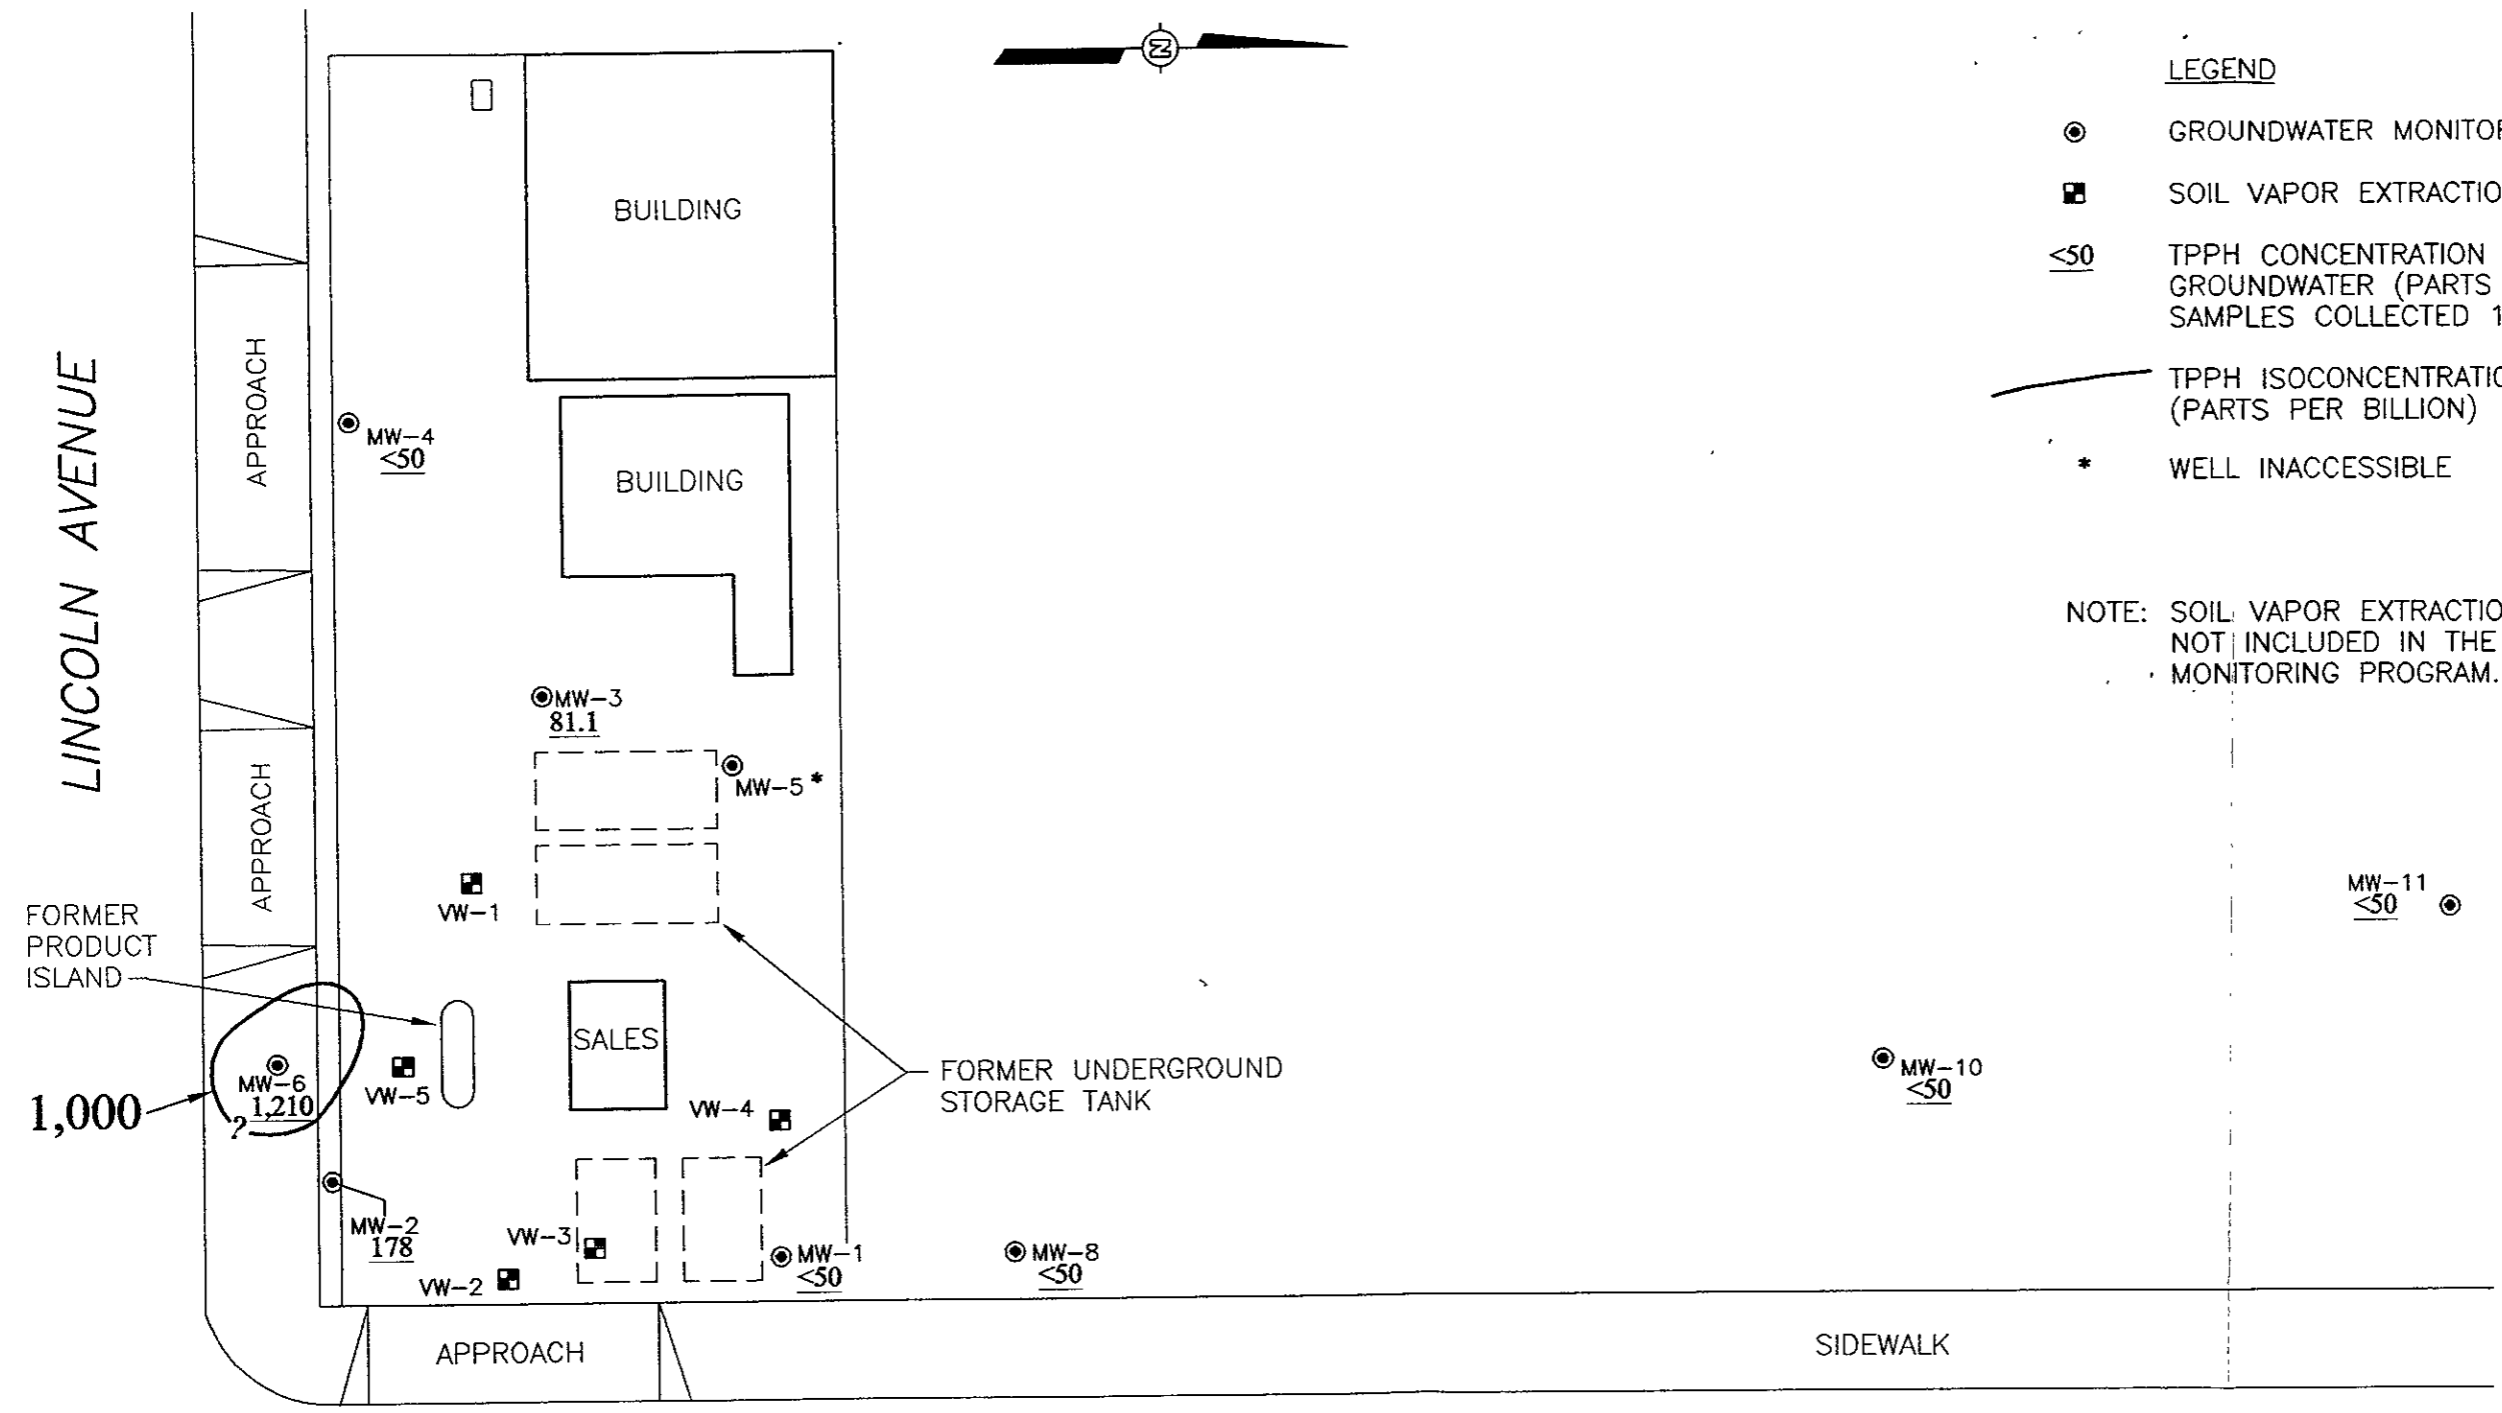 N
LEGEND
GROUNDWATER MONITOR
SOIL VAPOR EXTRACTIO
<50 TPPH CONCENTRATION
GROUNDWATER (PARTS
SAMPLES COLLECTED 1
TPPH ISOCONCENTRATIO
(PARTS PER BILLION)
* WELL INACCESSIBLE
NOTE: SOIL VAPOR EXTRACTIO
NOT INCLUDED IN THE
MONITORING PROGRAM.
LINCOLN AVENUE
APPROACH
APPROACH
BUILDING
BUILDING
MW-4
<50
MW-3
81.1
MW-5 *
VW-1
FORMER
PRODUCT
ISLAND
SALES
MW-6
1,210
1,000
?
VW-5
VW-4
FORMER UNDERGROUND
STORAGE TANK
MW-11
<50
MW-10
<50
MW-2
178
VW-3
VW-2
MW-1
<50
MW-8
<50
APPROACH
SIDEWALK